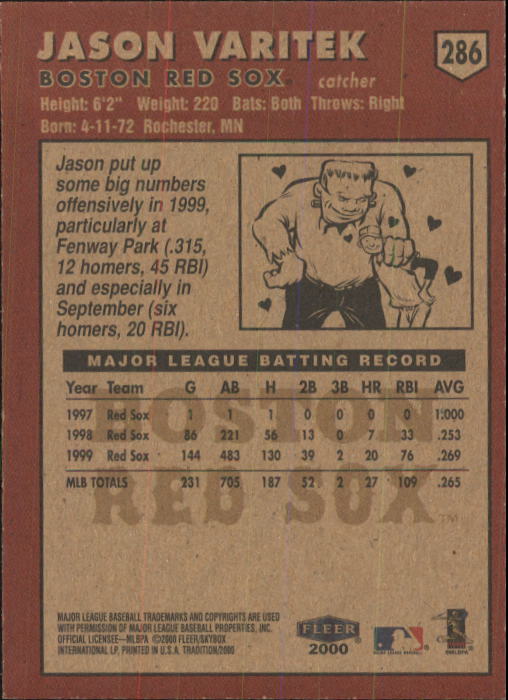 JASON VARITEK
286
BOSTON RED SOX. catcher
Height: 6'2" Weight: 220 Bats: Both Throws: Right
Born: 4-11-72 Rochester, MN
Jason put up
some big numbers
offensively in 1999,
particularly at
Fenway Park (.315,
12 homers, 45 RBI)
and especially in
September (six
homers, 20 RBI).
MAJOR LEAGUE BATTING RECORD
Year Team G AB H 2B 3B HR RBI AVG
1997 Red Sox 1 1 1 0 0 0 0 1.000
1998 Red Sox 86 221 56 13 0 7 33 .253
1999 Red Sox 144 483 130 39 2 20 76 .269
MLB TOTALS 231 705 187 52 2 27 109 .265
BOSTON
RED SOX™
MAJOR LEAGUE BASEBALL TRADEMARKS AND COPYRIGHTS ARE USED
WITH PERMISSION OF MAJOR LEAGUE BASEBALL PROPERTIES, INC.
OFFICIAL LICENSEE—MLBPA ©2000 FLEER/SKYBOX
INTERNATIONAL LP, PRINTED IN U.S.A. TRADITION/2000
FLEER
2000
MAJOR LEAGUE BASEBALL
©MLBPA